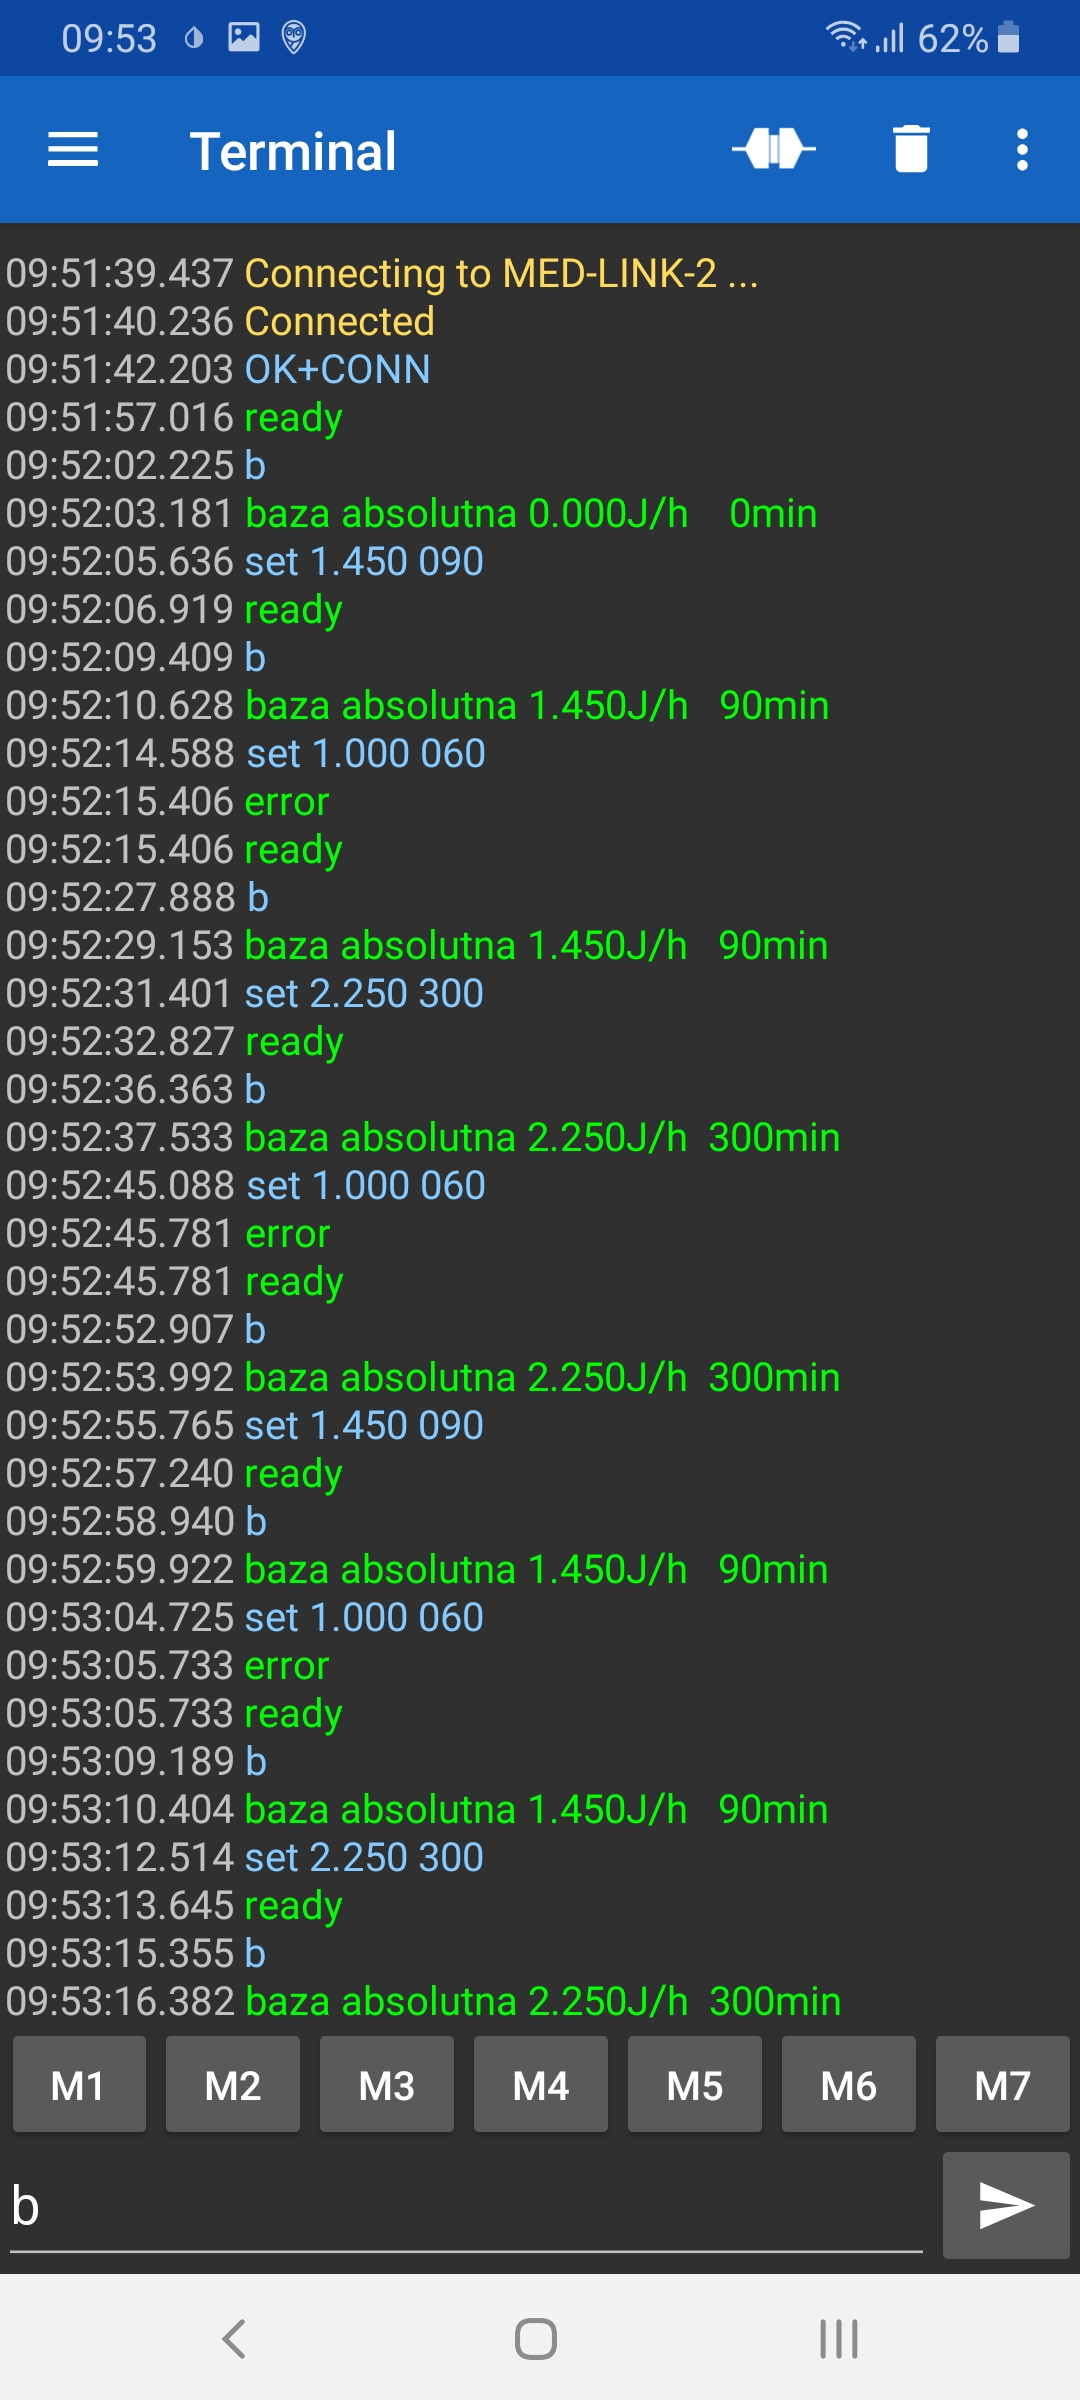 09:53 62%
Terminal
09:51:39.437 Connecting to MED-LINK-2 ...
09:51:40.236 Connected
09:51:42.203 OK+CONN
09:51:57.016 ready
09:52:02.225 b
09:52:03.181 baza absolutna 0.000J/h    0min
09:52:05.636 set 1.450 090
09:52:06.919 ready
09:52:09.409 b
09:52:10.628 baza absolutna 1.450J/h   90min
09:52:14.588 set 1.000 060
09:52:15.406 error
09:52:15.406 ready
09:52:27.888 b
09:52:29.153 baza absolutna 1.450J/h   90min
09:52:31.401 set 2.250 300
09:52:32.827 ready
09:52:36.363 b
09:52:37.533 baza absolutna 2.250J/h  300min
09:52:45.088 set 1.000 060
09:52:45.781 error
09:52:45.781 ready
09:52:52.907 b
09:52:53.992 baza absolutna 2.250J/h  300min
09:52:55.765 set 1.450 090
09:52:57.240 ready
09:52:58.940 b
09:52:59.922 baza absolutna 1.450J/h   90min
09:53:04.725 set 1.000 060
09:53:05.733 error
09:53:05.733 ready
09:53:09.189 b
09:53:10.404 baza absolutna 1.450J/h   90min
09:53:12.514 set 2.250 300
09:53:13.645 ready
09:53:15.355 b
09:53:16.382 baza absolutna 2.250J/h  300min
M1 M2 M3 M4 M5 M6 M7
b